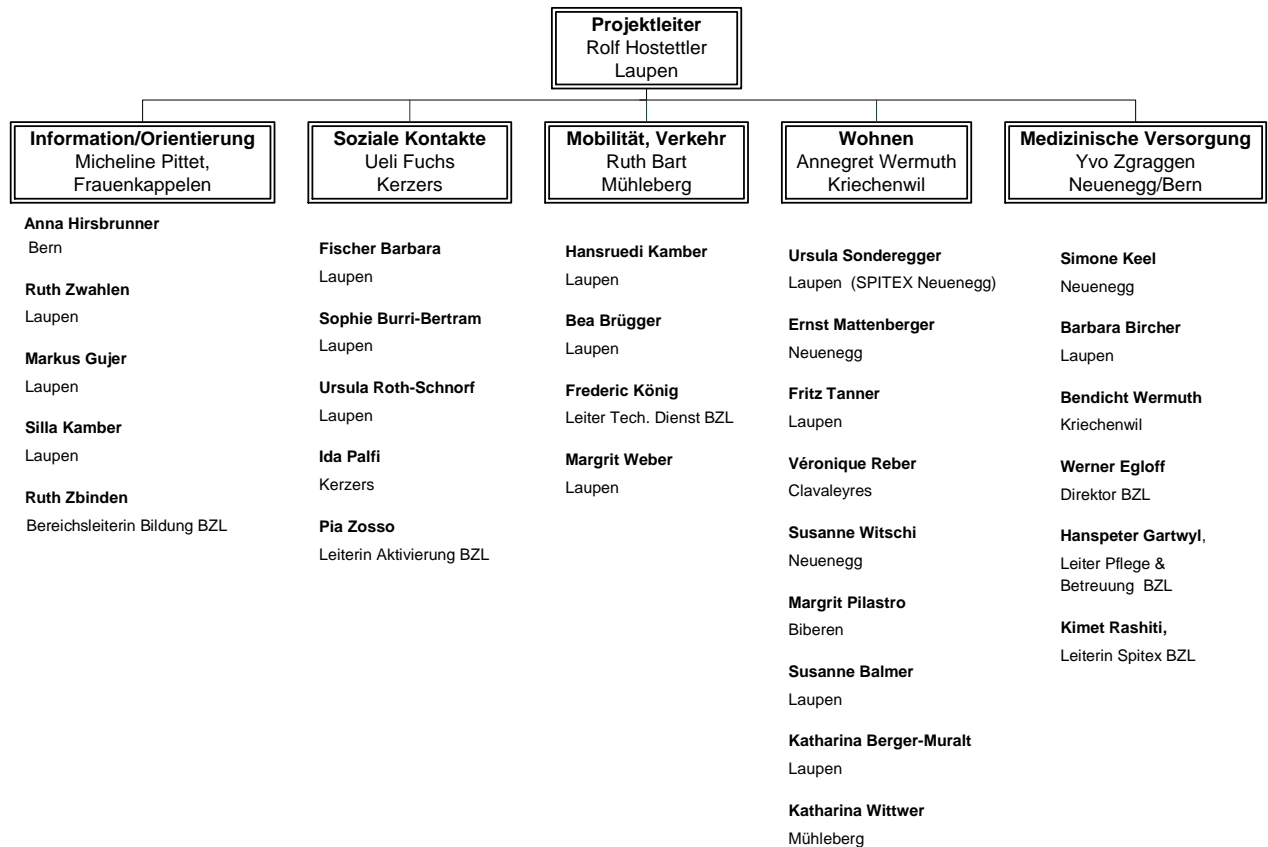 Projektleiter
Rolf Hostettler
Laupen
Information/Orientierung
Micheline Pittet,
Frauenkappelen
Anna Hirsbrunner
Bern
Ruth Zwahlen
Laupen
Markus Gujer
Laupen
Silla Kamber
Laupen
Ruth Zbinden
Bereichsleiterin Bildung BZL
Soziale Kontakte
Ueli Fuchs
Kerzers
Fischer Barbara
Laupen
Sophie Burri-Bertram
Laupen
Ursula Roth-Schnorf
Laupen
Ida Palfi
Kerzers
Pia Zosso
Leiterin Aktivierung BZL
Mobilität, Verkehr
Ruth Bart
Mühleberg
Hansruedi Kamber
Laupen
Bea Brügger
Laupen
Frederic König
Leiter Tech. Dienst BZL
Margrit Weber
Laupen
Wohnen
Annegret Wermuth
Kriechenwil
Ursula Sonderegger
Laupen (SPITEX Neuenegg)
Ernst Mattenberger
Neuenegg
Fritz Tanner
Laupen
Véronique Reber
Clavaleyres
Susanne Witschi
Neuenegg
Margrit Pilastro
Biberen
Susanne Balmer
Laupen
Katharina Berger-Muralt
Laupen
Katharina Wittwer
Mühleberg
Medizinische Versorgung
Yvo Zgraggen
Neuenegg/Bern
Simone Keel
Neuenegg
Barbara Bircher
Laupen
Bendicht Wermuth
Kriechenwil
Werner Egloff
Direktor BZL
Hanspeter Gartwyl,
Leiter Pflege &
Betreuung BZL
Kimet Rashiti,
Leiterin Spitex BZL